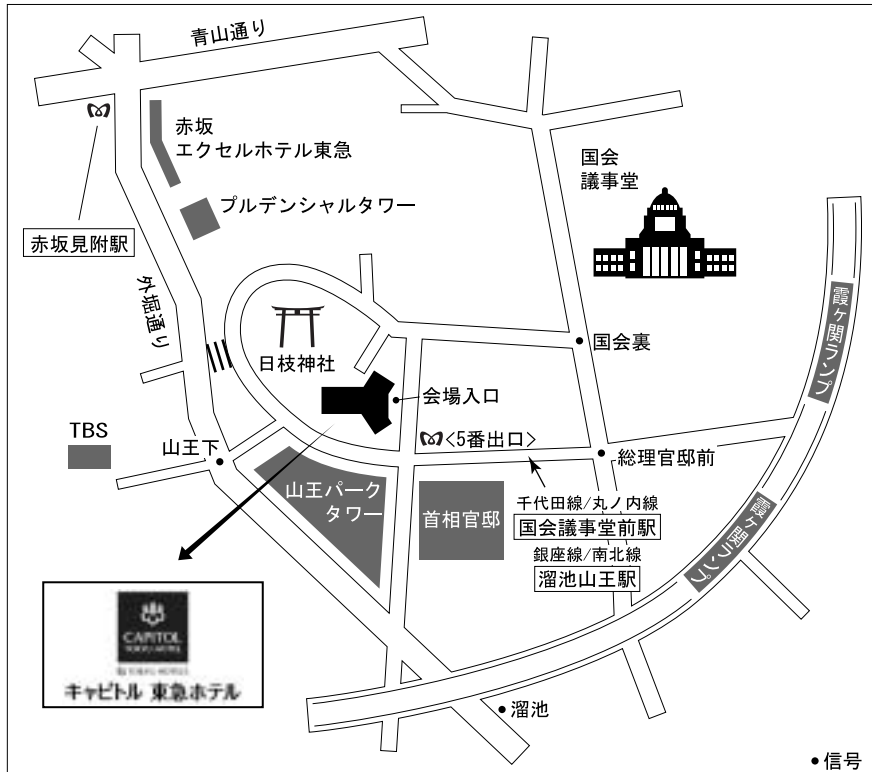 青山通り
赤坂
エクセルホテル東急
プルデンシャルタワー
赤坂見附駅
外堀通り
国会
議事堂
霞ヶ関ランプ
日枝神社
国会裏
会場入口
TBS
山王下
<5番出口>
総理官邸前
山王パーク
タワー
首相官邸
千代田線/丸ノ内線
国会議事堂前駅
銀座線/南北線
溜池山王駅
霞ヶ関ランプ
CAPITOL
TOKYU HOTEL
キャピトル 東急ホテル
溜池
信号